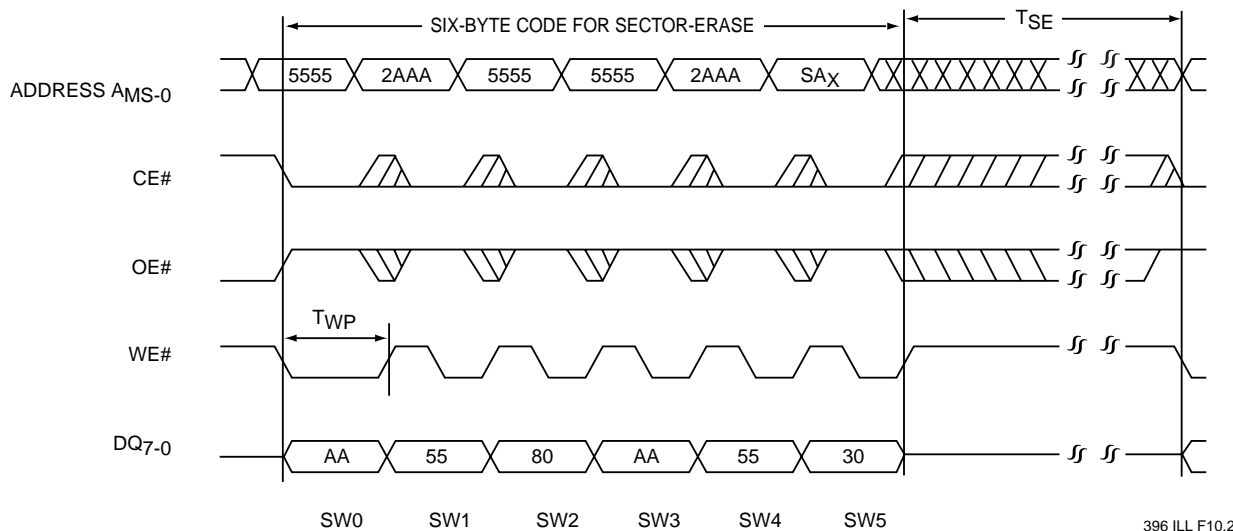 SIX-BYTE CODE FOR SECTOR-ERASE TSE
ADDRESS AMS-0 5555 2AAA 5555 5555 2AAA SAX
CE#
OE#
TWP
WE#
DQ7-0 AA 55 80 AA 55 30
SW0 SW1 SW2 SW3 SW4 SW5
396 ILL F10.2